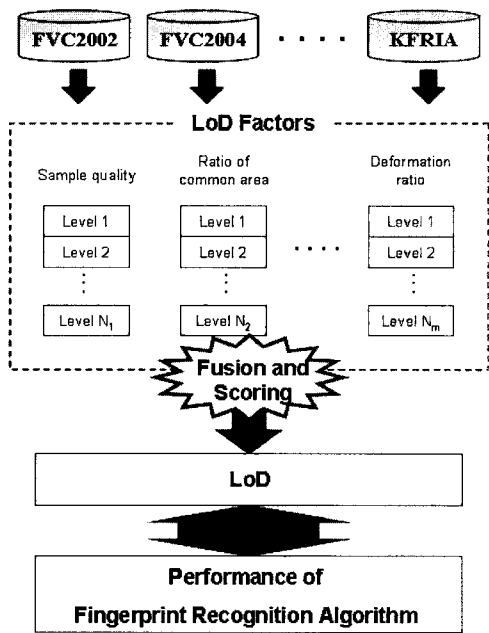 FVC2002 FVC2004 . . . . KFRIA
LoD Factors
Sample quality
Ratio of
common area
Deformation
ratio
Level 1 Level 1 Level 1
Level 2 Level 2 . . . . Level 2
Level N1 Level N2 Level Nm
Fusion and
Scoring
LoD
Performance of
Fingerprint Recognition Algorithm